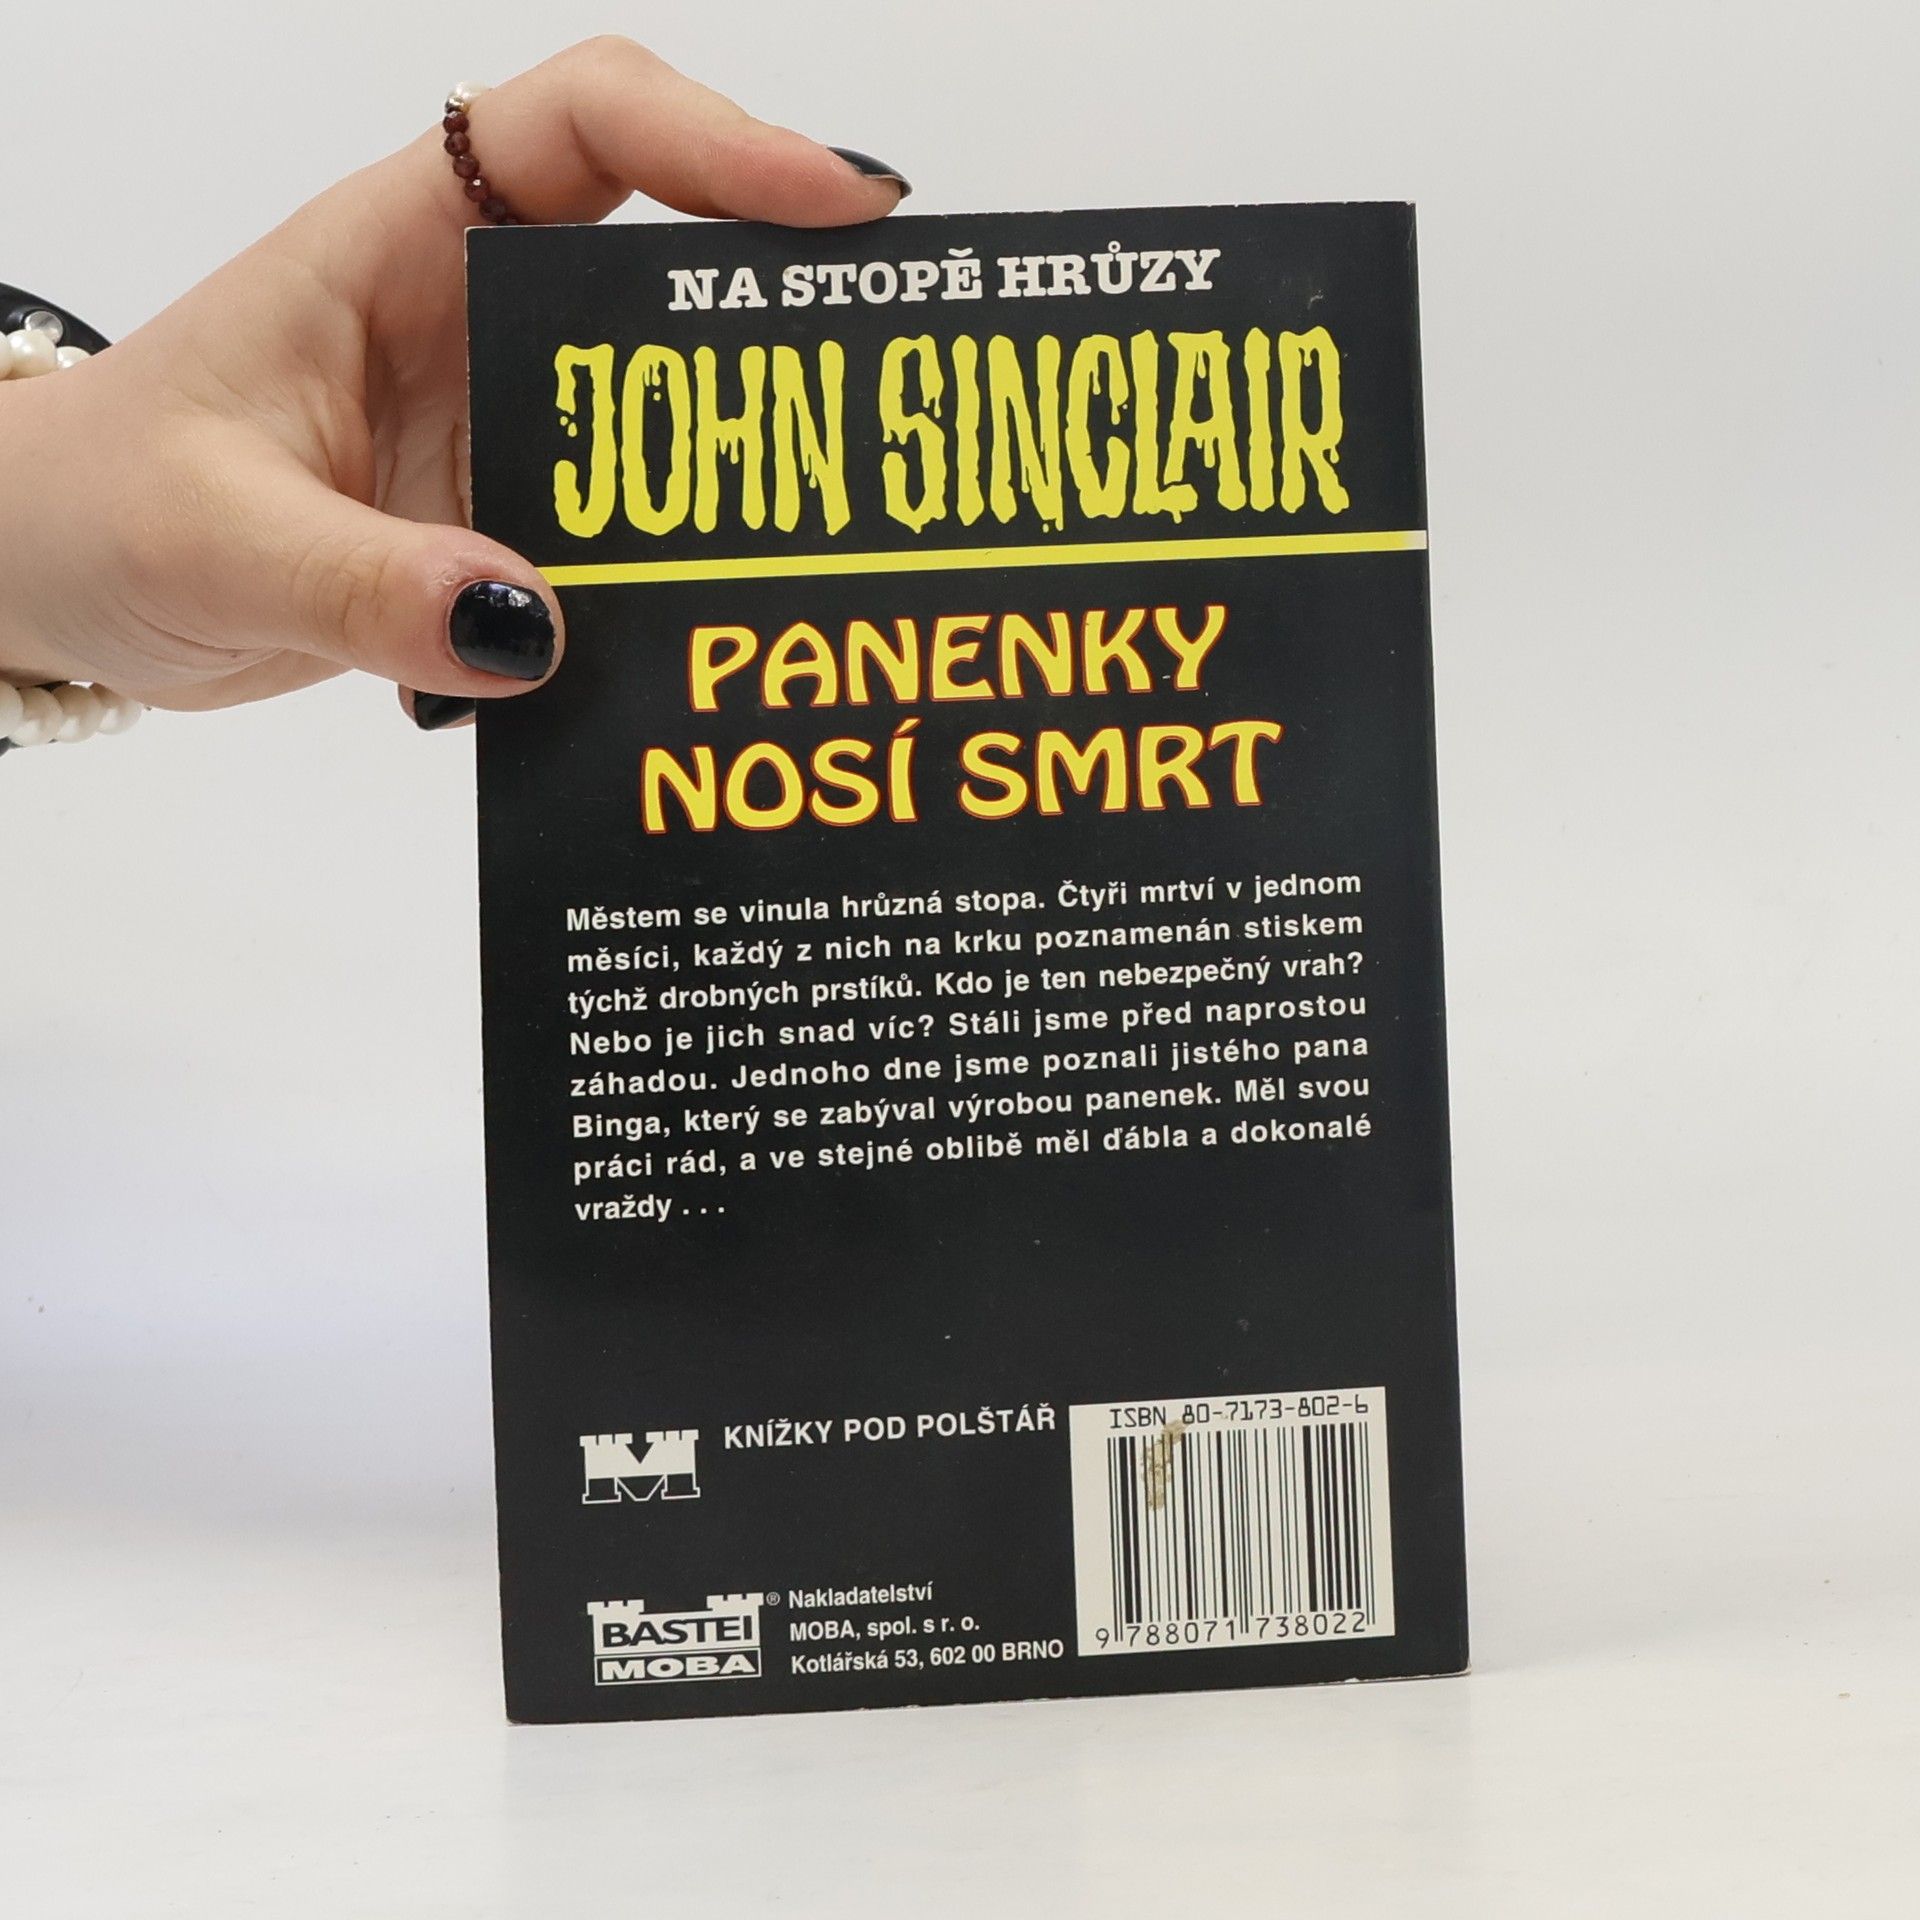 NA STOPĚ HRŮZY
JOHN SINCLAIR
PANENKY
NOSÍ SMRT
Městem se vinula hrůzná stopa. Čtyři mrtví v jednom
měsíci, každý z nich na krku poznamenán stiskem
týchž drobných prstíků. Kdo je ten nebezpečný vrah?
Nebo je jich snad víc? Stáli jsme před naprostou
záhadou. Jednoho dne jsme poznali jistého pana
Binga, který se zabýval výrobou panenek. Měl svou
práci rád, a ve stejné oblibě měl ďábla a dokonalé
vraždy . . .
M
KNÍŽKY POD POLŠTÁŘ
ISBN 80-7173-802-6
9 788071 738022
BASTEI ®
MOBA
Nakladatelství
MOBA, spol. s r. o.
Kotlářská 53, 602 00 BRNO